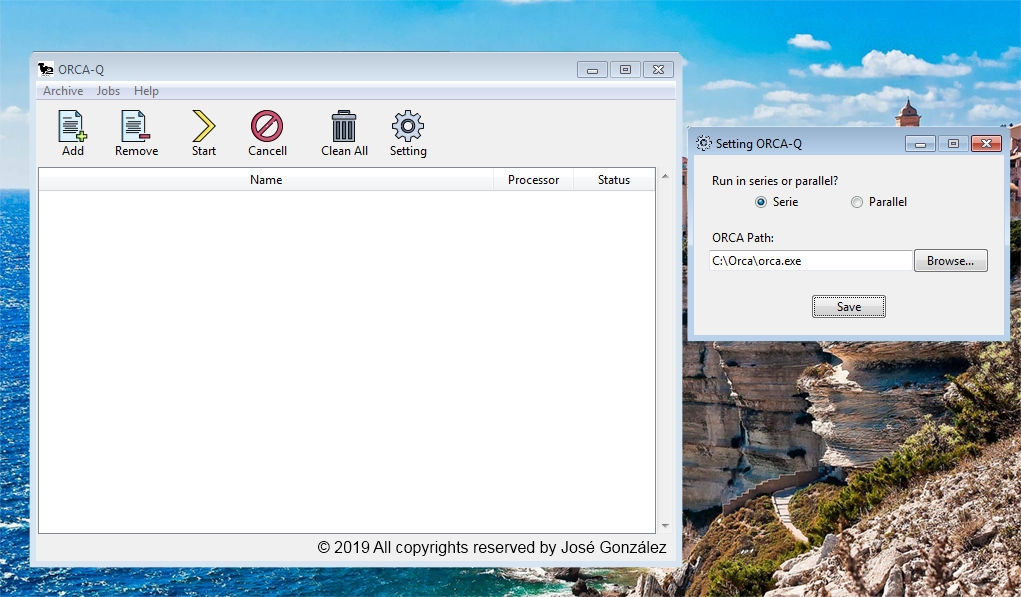 ORCA-Q
Archive Jobs Help
Add Remove Start Cancell Clean All Setting
Name Processor Status
© 2019 All copyrights reserved by José González
Setting ORCA-Q
Run in series or parallel?
Serie Parallel
ORCA Path:
C:\Orca\orca.exe Browse...
Save